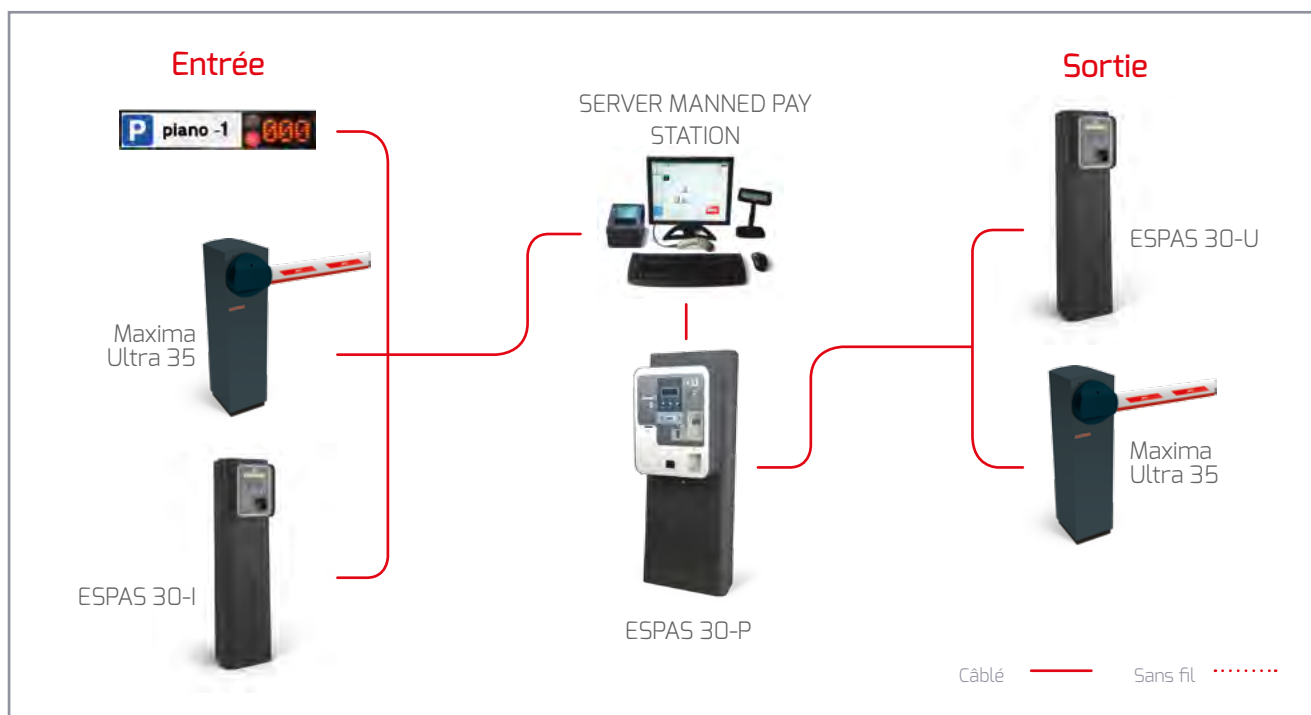 Entrée
Sortie
P piano -1 000
SERVER MANNED PAY
STATION
ESPAS 30-U
Maxima
Ultra 35
Maxima
Ultra 35
ESPAS 30-I
ESPAS 30-P
Câblé
Sans fil